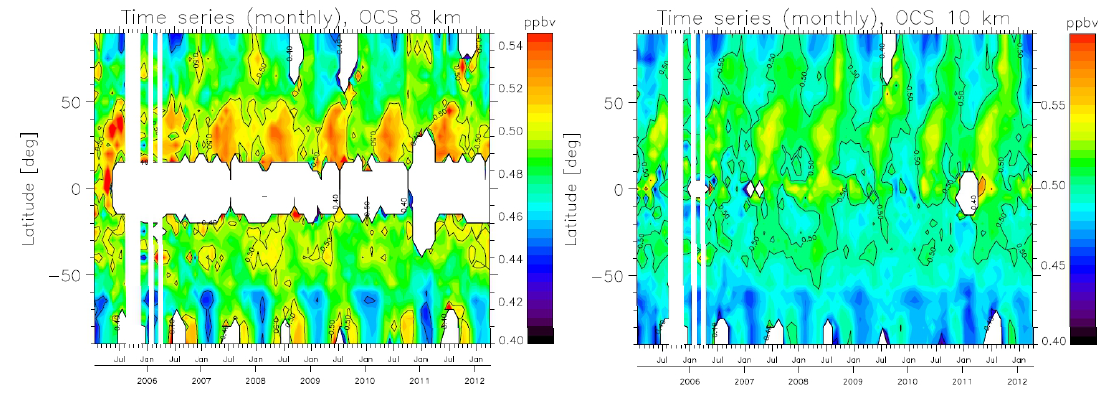 Time series (monthly), OCS 8 km
ppbv
0.54
0.52
0.50
0.48
0.46
0.44
0.42
0.40
50
0
−50
Latitude [deg]
Jul Jan Jul Jan Jul Jan Jul Jan Jul Jan Jul Jan Jul Jan
2006 2007 2008 2009 2010 2011 2012
Time series (monthly), OCS 10 km
ppbv
0.55
0.50
0.45
0.40
50
0
−50
Latitude [deg]
Jul Jan Jul Jan Jul Jan Jul Jan Jul Jan Jul Jan Jul Jan
2006 2007 2008 2009 2010 2011 2012